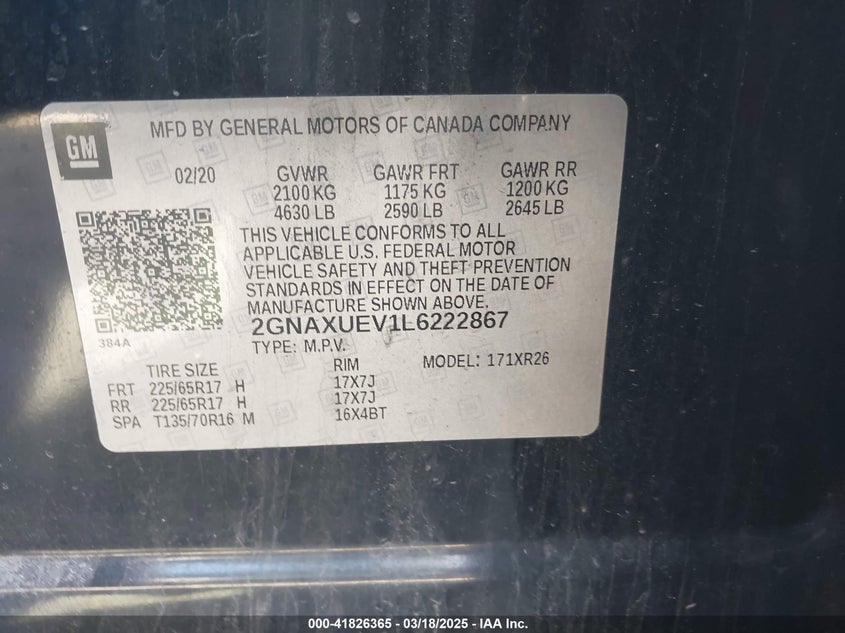 GM
MFD BY GENERAL MOTORS OF CANADA COMPANY
02/20 GVWR GAWR FRT GAWR RR
2100 KG 1175 KG 1200 KG
4630 LB 2590 LB 2645 LB
THIS VEHICLE CONFORMS TO ALL
APPLICABLE U.S. FEDERAL MOTOR
VEHICLE SAFETY AND THEFT PREVENTION
STANDARDS IN EFFECT ON THE DATE OF
MANUFACTURE SHOWN ABOVE.
384A
2GNAXUEV1L6222867
TYPE: M.P.V. MODEL: 171XR26
TIRE SIZE RIM
FRT 225/65R17 H 17X7J
RR 225/65R17 H 17X7J
SPA T135/70R16 M 16X4BT
000-41826365 - 03/18/2025 - IAA Inc.